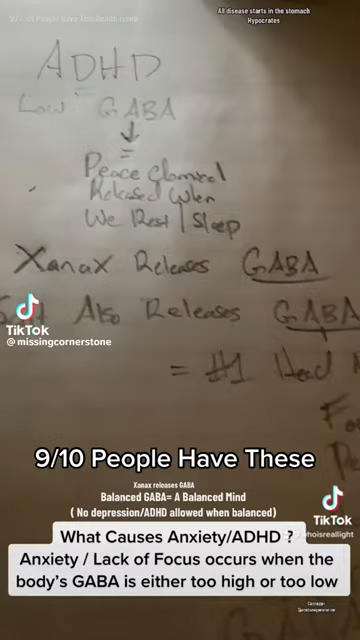 All disease starts in the stomach
Hypocrates
ADHD
Low GABA
=
Peace Chemical
Released When
We Rest / Sleep
Xanax Releases GABA
Also Releases GABA
= #1 Head
TikTok
@missingcornerstone
9/10 People Have These
Xanax releases GABA
Balanced GABA= A Balanced Mind
( No depression/ADHD allowed when balanced)
TikTok
What Causes Anxiety/ADHD ?
Anxiety / Lack of Focus occurs when the
body's GABA is either too high or too low